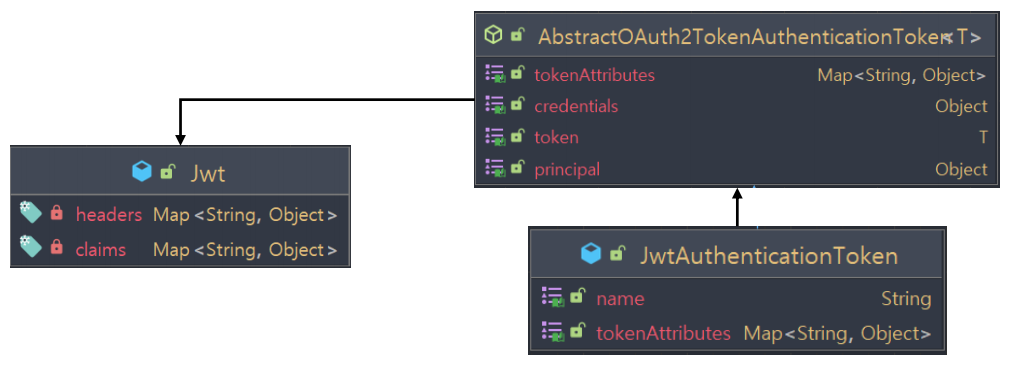 AbstractOAuth2TokenAuthenticationToken<T>
tokenAttributes Map<String, Object>
credentials Object
token T
principal Object
Jwt
headers Map<String, Object>
claims Map<String, Object>
JwtAuthenticationToken
name String
tokenAttributes Map<String, Object>